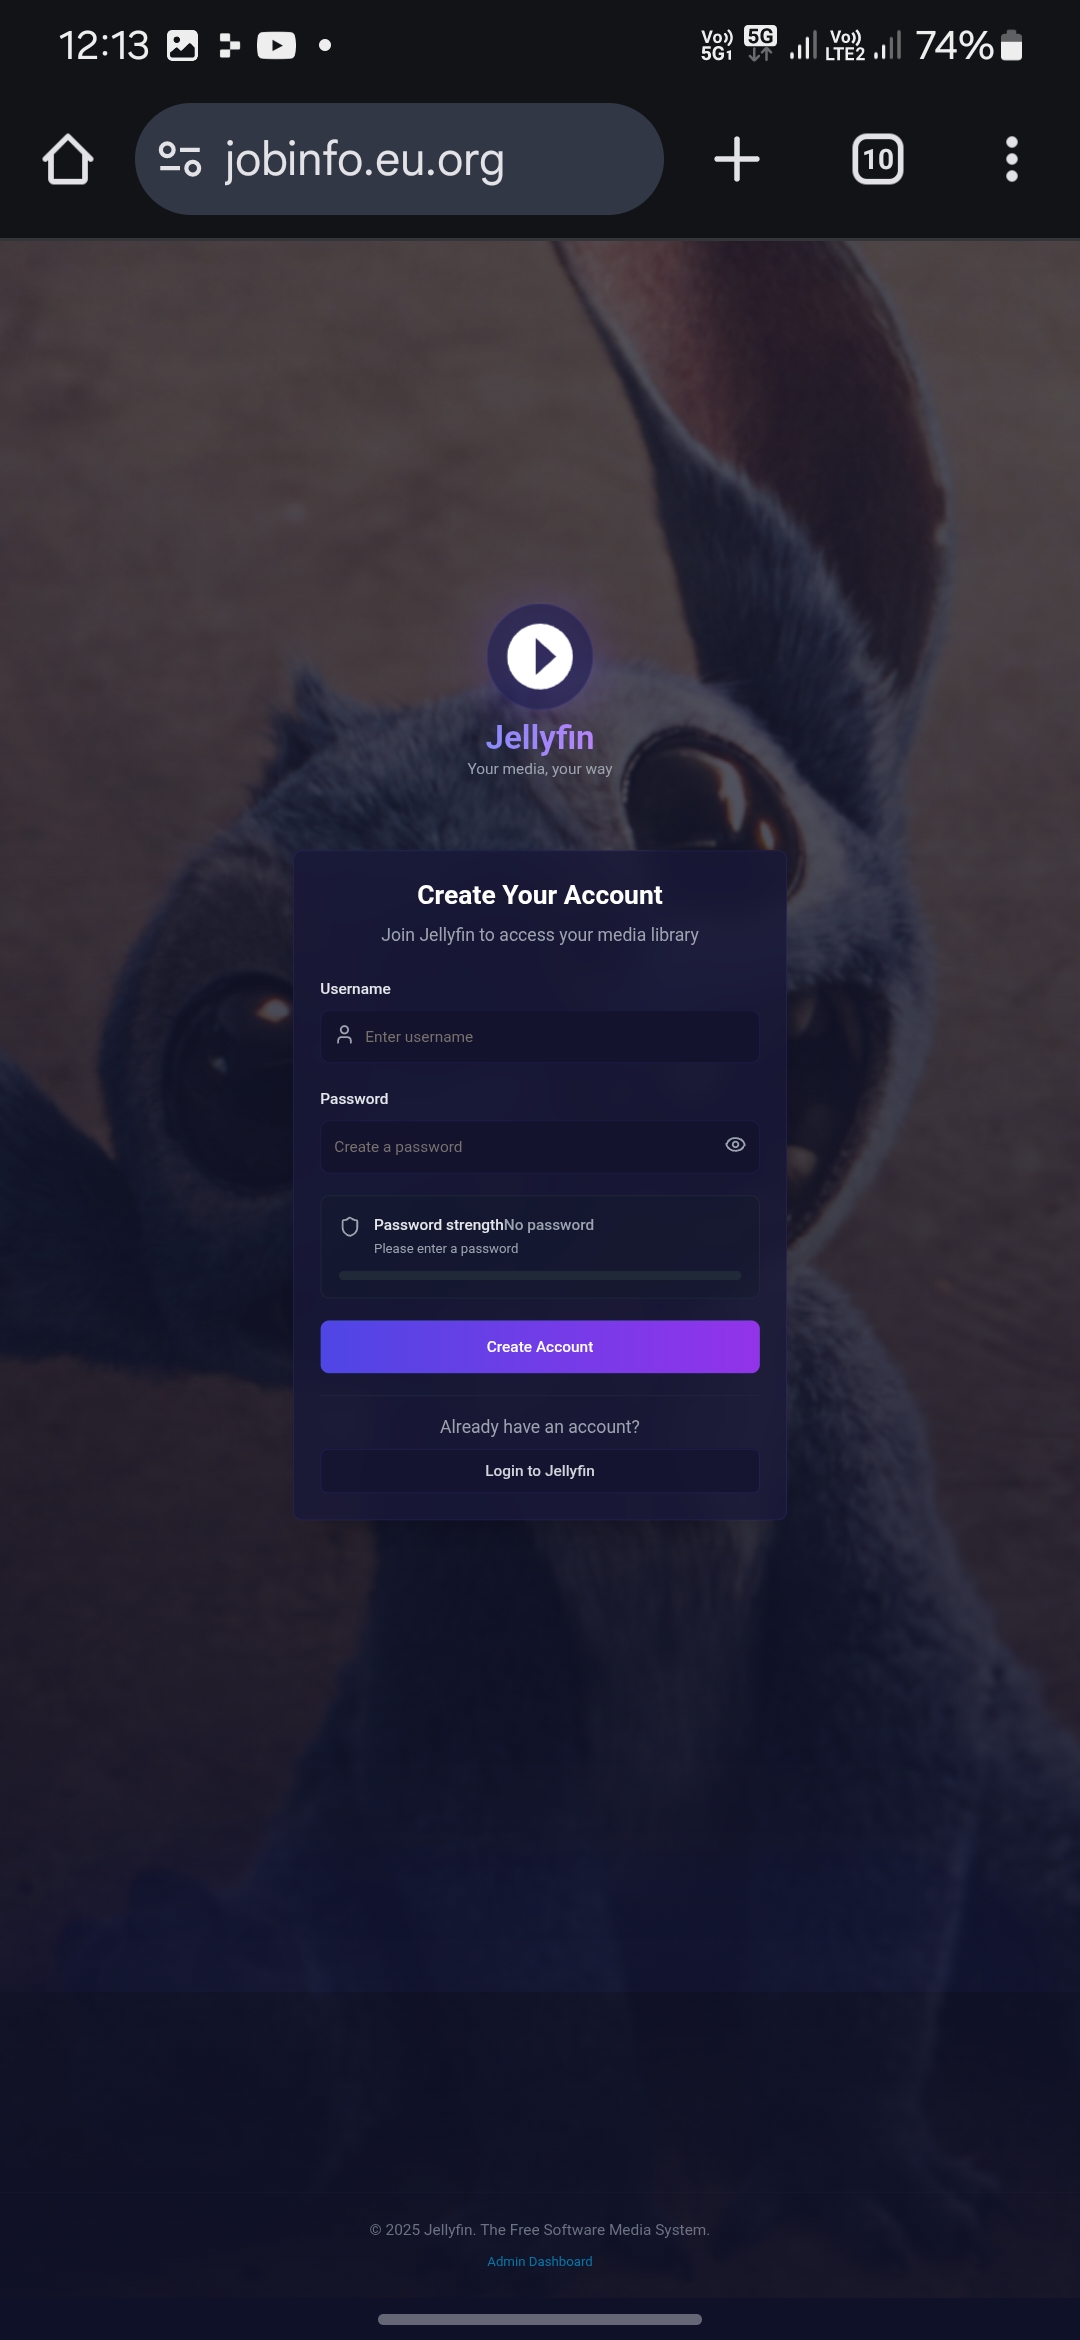 12:13
Vo))
5G1
5G
Vo))
LTE2
74%
jobinfo.eu.org
10
Jellyfin
Your media, your way
Create Your Account
Join Jellyfin to access your media library
Username
Enter username
Password
Create a password
Password strengthNo password
Please enter a password
Create Account
Already have an account?
Login to Jellyfin
© 2025 Jellyfin. The Free Software Media System.
Admin Dashboard